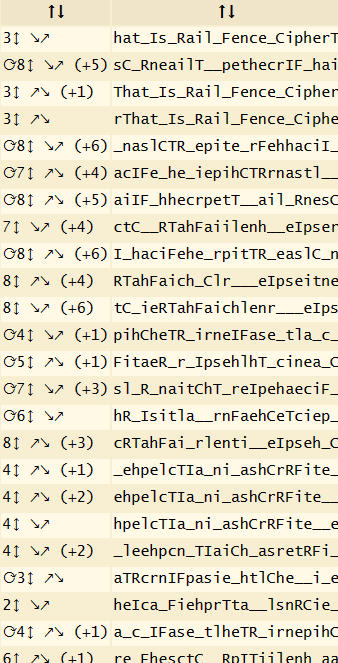 ↑↓ ↑↓
3↕ ↘↗ hat_Is_Rail_Fence_CipherT
⟳8↕ ↘↗ (+5) sC_RneailT__pethecrIF_hai
3↕ ↗↘ (+1) That_Is_Rail_Fence_Cipher
3↕ ↗↘ rThat_Is_Rail_Fence_Ciphe
⟳8↕ ↘↗ (+6) _naslCTR_epite_rFehhaciI_
⟳7↕ ↗↘ (+4) acIFe_he_iepihCTRrnastl__
⟳8↕ ↗↘ (+5) aiIF_hhecrpetT__ail_RnesC
7↕ ↗↘ (+4) ctC__RTahFaiilenh__eIpser
⟳8↕ ↗↘ (+6) I_haciFehe_rpitTR_easlC_n
8↕ ↗↘ (+4) RTahFaich_Clr___eIpseitne
8↕ ↗↘ (+6) tC_ieRTahFaichlenr___eIps
⟳4↕ ↗↘ (+1) pihCheTR_irneIFase_tla_c_
⟳5↕ ↗↘ (+1) FitaeR_r_IpsehlhT_cinea_C
⟳7↕ ↗↘ (+3) sl_R_naitChT_reIpehaeciF_
⟳6↕ ↘↗ hR_Isitla__rnFaehCeTciep_
8↕ ↗↘ (+3) cRTahFai_rlenti__eIpseh_C
4↕ ↗↘ (+1) _ehpelcTIa_ni_ashCrRFite_
4↕ ↗↘ (+2) ehpelcTIa_ni_ashCrRFite__
4↕ ↘↗ hpelcTIa_ni_ashCrRFite__e
4↕ ↗↘ (+2) _leehpcn_TIaiCh_asretRFi_
⟳3↕ ↗↘ aTRcrnIFpasie_htlChe__i_e
2↕ ↘↗ heIca_FiehprTta__lsnRCie_
⟳4↕ ↗↘ (+1) a_c_IFase_tlheTR_irnepihC
6↕ ↗↘ (+1) re_FhesctC__RpITiilenh_aa